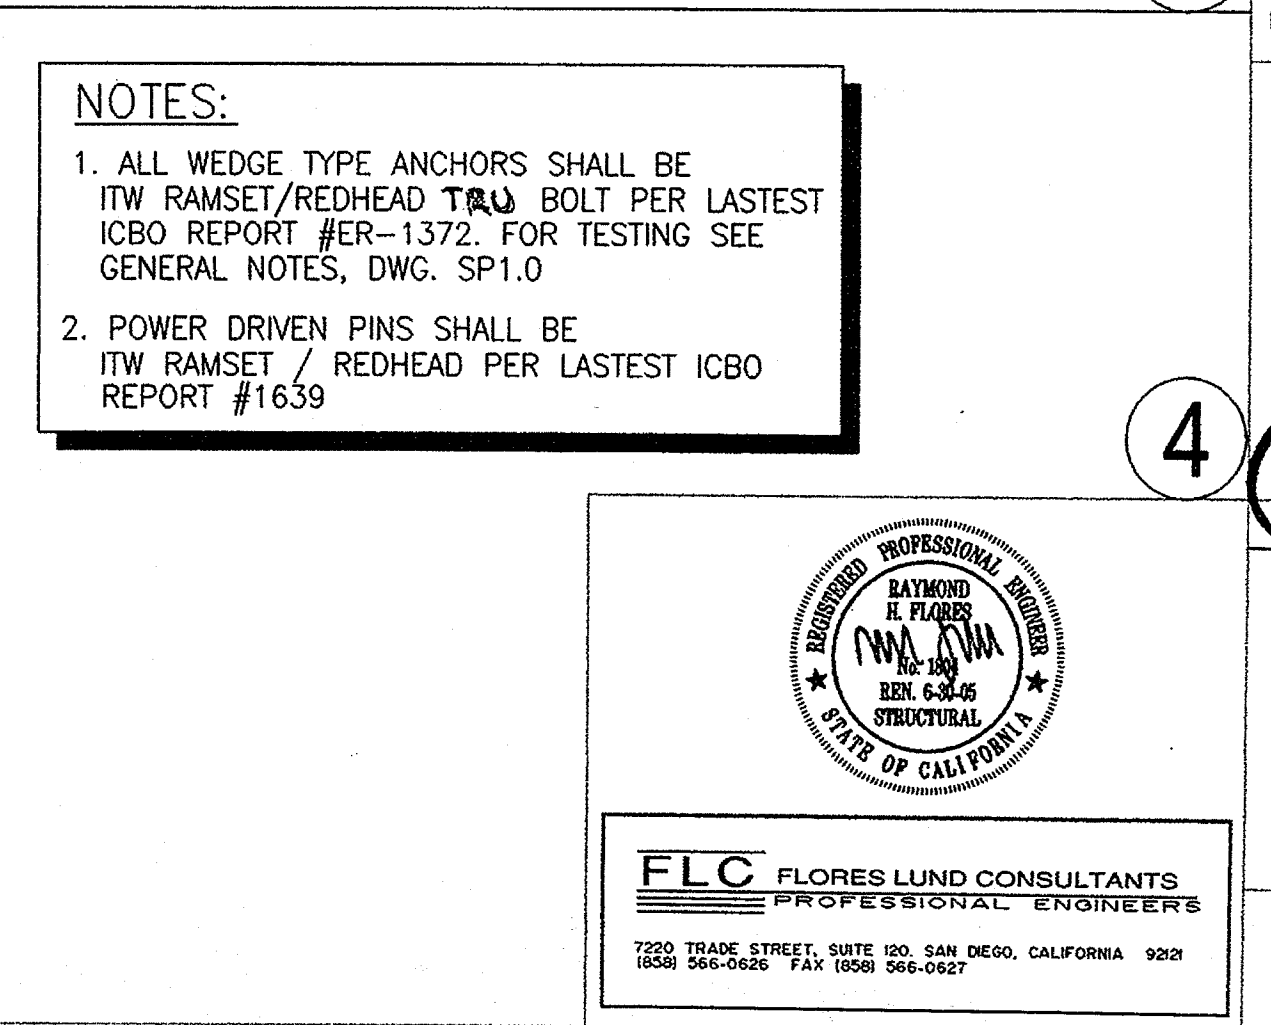 NOTES:
1. ALL WEDGE TYPE ANCHORS SHALL BE
ITW RAMSET/REDHEAD TRU BOLT PER LASTEST
ICBO REPORT #ER-1372. FOR TESTING SEE
GENERAL NOTES, DWG. SP1.0
2. POWER DRIVEN PINS SHALL BE
ITW RAMSET / REDHEAD PER LASTEST ICBO
REPORT #1639
4
REGISTERED PROFESSIONAL ENGINEER
RAYMOND
H. FLORES
No. 1804
REN. 6-30-05
STRUCTURAL
STATE OF CALIFORNIA
FLC FLORES LUND CONSULTANTS
PROFESSIONAL ENGINEERS
7220 TRADE STREET, SUITE 120. SAN DIEGO, CALIFORNIA 92121
(858) 566-0626 FAX (858) 566-0627